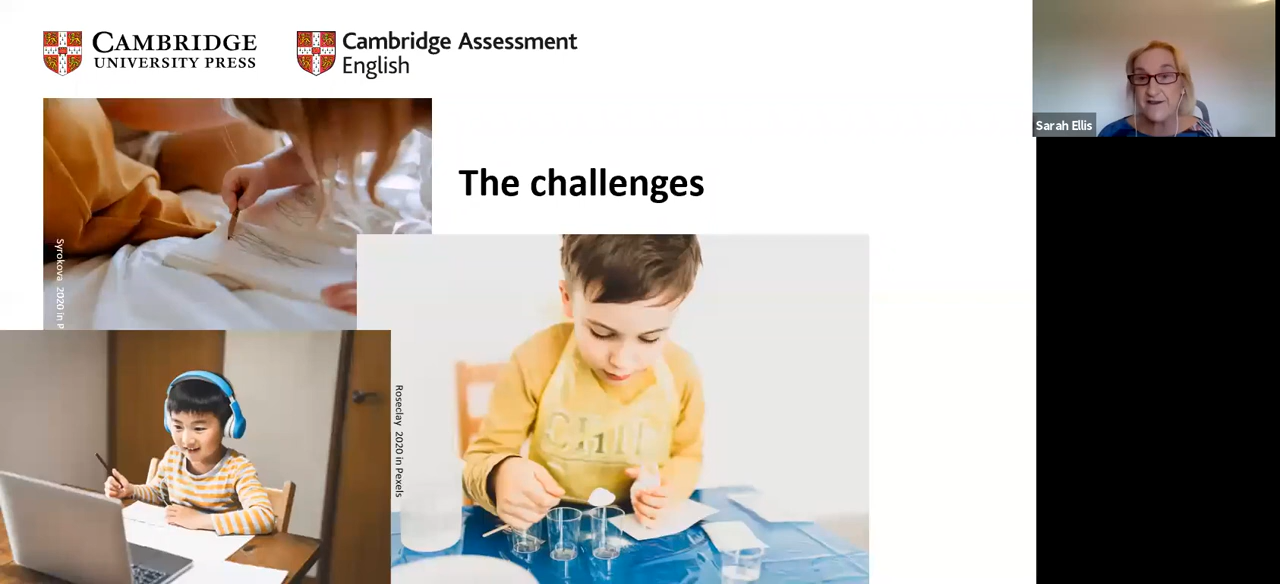 CAMBRIDGE
UNIVERSITY PRESS
Cambridge Assessment
English
Sarah Ellis
The challenges
Syrokova 2020 in P
Roseclay 2020 in Pexels